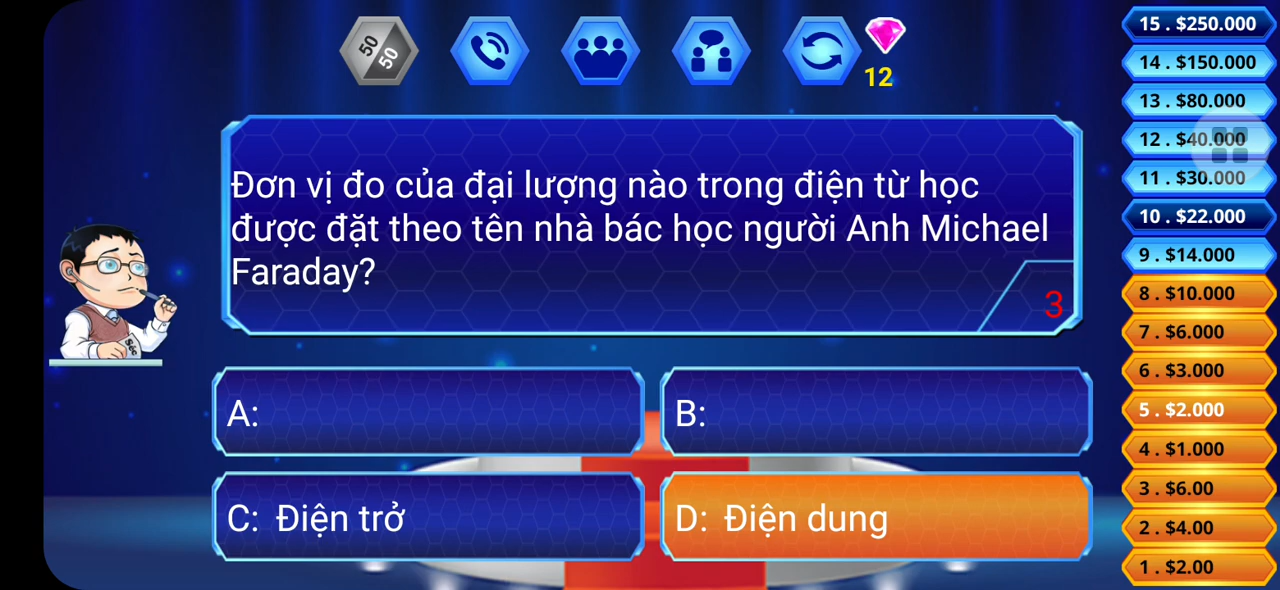 50
50
12
Đơn vị đo của đại lượng nào trong điện từ học
được đặt theo tên nhà bác học người Anh Michael
Faraday?
3
A:
B:
C: Điện trở
D: Điện dung
Séc
15 . $250.000
14 . $150.000
13 . $80.000
12 . $40.000
11 . $30.000
10 . $22.000
9 . $14.000
8 . $10.000
7 . $6.000
6 . $3.000
5 . $2.000
4 . $1.000
3 . $6.00
2 . $4.00
1 . $2.00